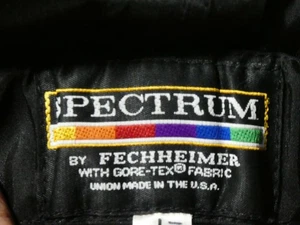 SPECTRUM
BY FECHHEIMER
WITH GORE-TEX® FABRIC
UNION MADE IN THE U.S.A.